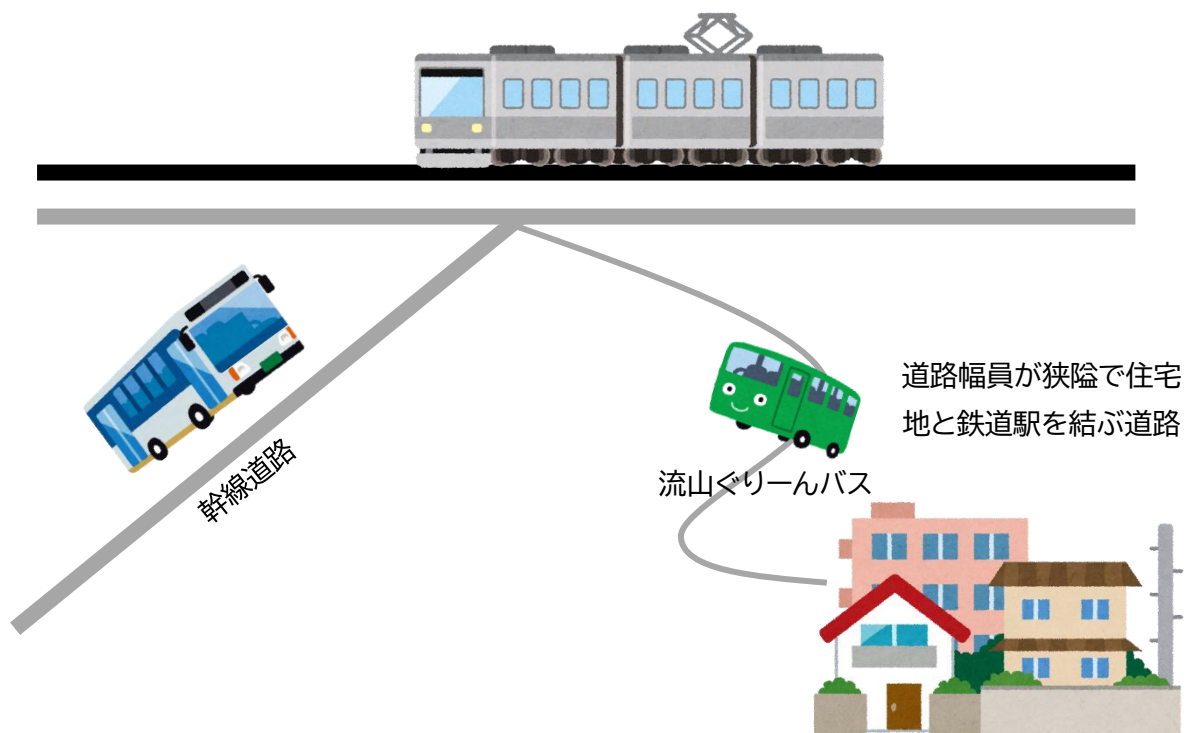 道路幅員が狭隘で住宅
地と鉄道駅を結ぶ道路
幹線道路
流山ぐりーんバス